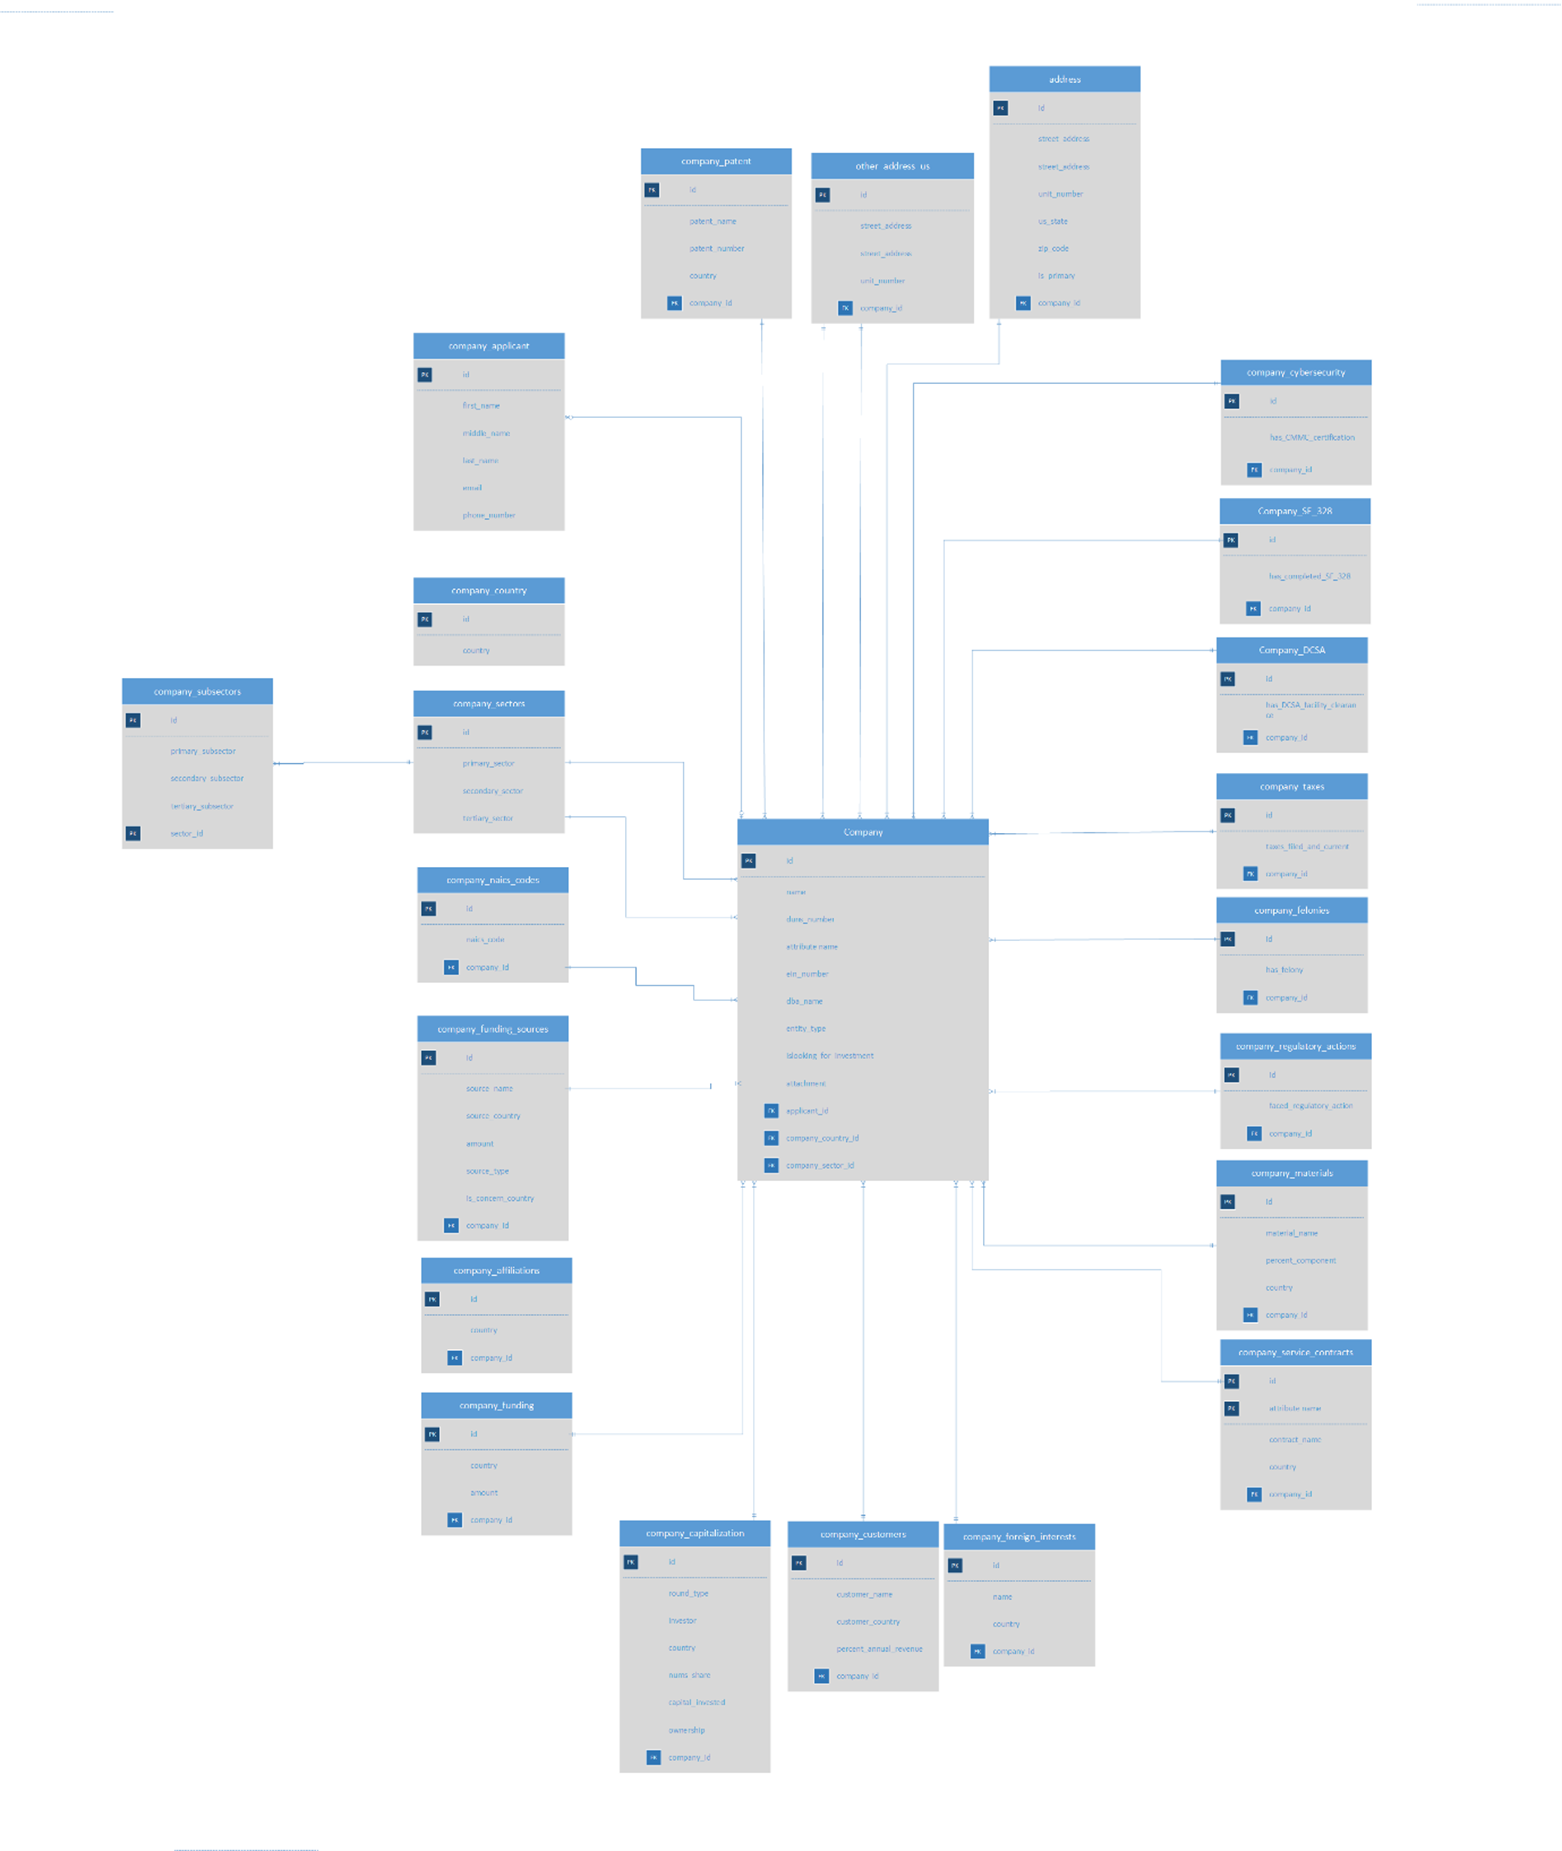 address
PK id
street_address
street_address
unit_number
us_state
zip_code
is_primary
FK company_id
company_patent
PK id
patent_name
patent_number
country
FK company_id
other_address_us
PK id
street_address
street_address
unit_number
FK company_id
company_applicant
PK id
first_name
middle_name
last_name
email
phone_number
company_cybersecurity
PK id
has_CMMC_certification
FK company_id
Company_SF_328
PK id
has_completed_SF_328
FK company_id
company_country
PK id
country
Company_DCSA
PK id
has_DCSA_facility_clearan
ce
FK company_id
company_subsectors
PK id
primary_subsector
secondary_subsector
tertiary_subsector
PK sector_id
company_sectors
PK id
primary_sector
secondary_sector
tertiary_sector
company_taxes
PK id
taxes_filed_and_current
FK company_id
Company
PK id
name
duns_number
attribute name
ein_number
dba_name
entity_type
islooking_for_investment
attachment
FK applicant_id
FK company_country_id
FK company_sector_id
company_naics_codes
PK id
naics_code
FK company_id
company_felonies
PK id
has_felony
FK company_id
company_funding_sources
PK id
source_name
source_country
amount
source_type
is_concern_country
FK company_id
company_regulatory_actions
PK id
faced_regulatory_action
FK company_id
company_materials
PK id
material_name
percent_component
country
FK company_id
company_affiliations
PK id
country
FK company_id
company_service_contracts
PK id
PK attribute name
contract_name
country
FK company_id
company_funding
PK id
country
amount
FK company_id
company_capitalization
PK id
round_type
investor
country
nums_share
capital_invested
ownership
FK company_id
company_customers
PK id
customer_name
customer_country
percent_annual_revenue
FK company_id
company_foreign_interests
PK id
name
country
FK company_id